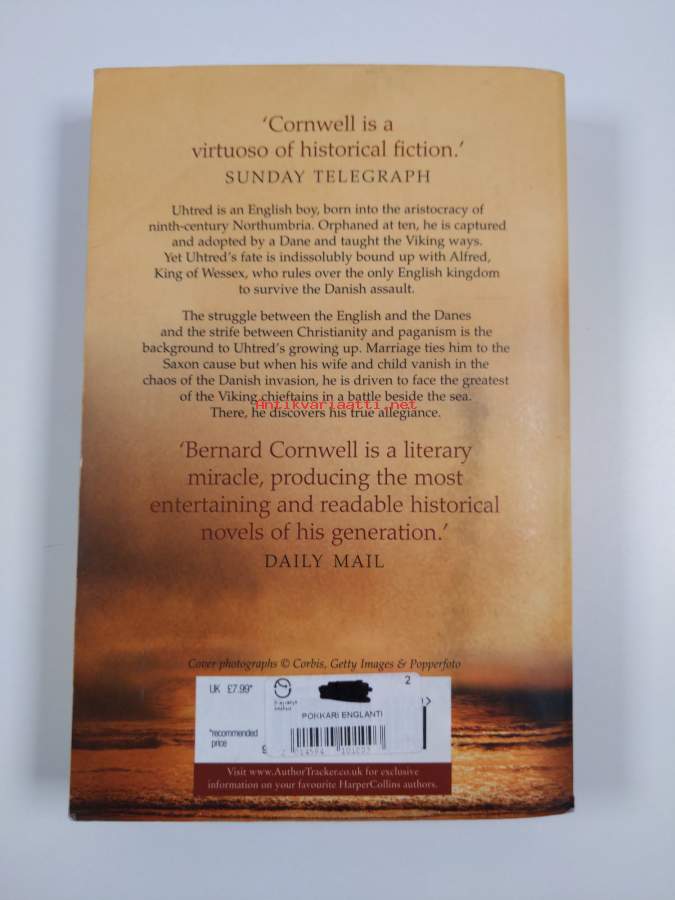 ‘Cornwell is a
virtuoso of historical fiction.’
SUNDAY TELEGRAPH
Uhtred is an English boy, born into the aristocracy of
ninth-century Northumbria. Orphaned at ten, he is captured
and adopted by a Dane and taught the Viking ways.
Yet Uhtred’s fate is indissolubly bound up with Alfred,
King of Wessex, who rules over the only English kingdom
to survive the Danish assault.
The struggle between the English and the Danes
and the strife between Christianity and paganism is the
background to Uhtred’s growing up. Marriage ties him to the
Saxon cause but when his wife and child vanish in the
chaos of the Danish invasion, he is driven to face the greatest
of the Viking chieftains in a battle beside the sea.
Antikvariaatti.net
There, he discovers his true allegiance.
‘Bernard Cornwell is a literary
miracle, producing the most
entertaining and readable historical
novels of his generation.’
DAILY MAIL
Cover photographs © Corbis, Getty Images & Popperfoto
UK £7.99*
2
POKKARI ENGLANTI
*recommended
price
9
Visit www.AuthorTracker.co.uk for exclusive
information on your favourite HarperCollins authors.